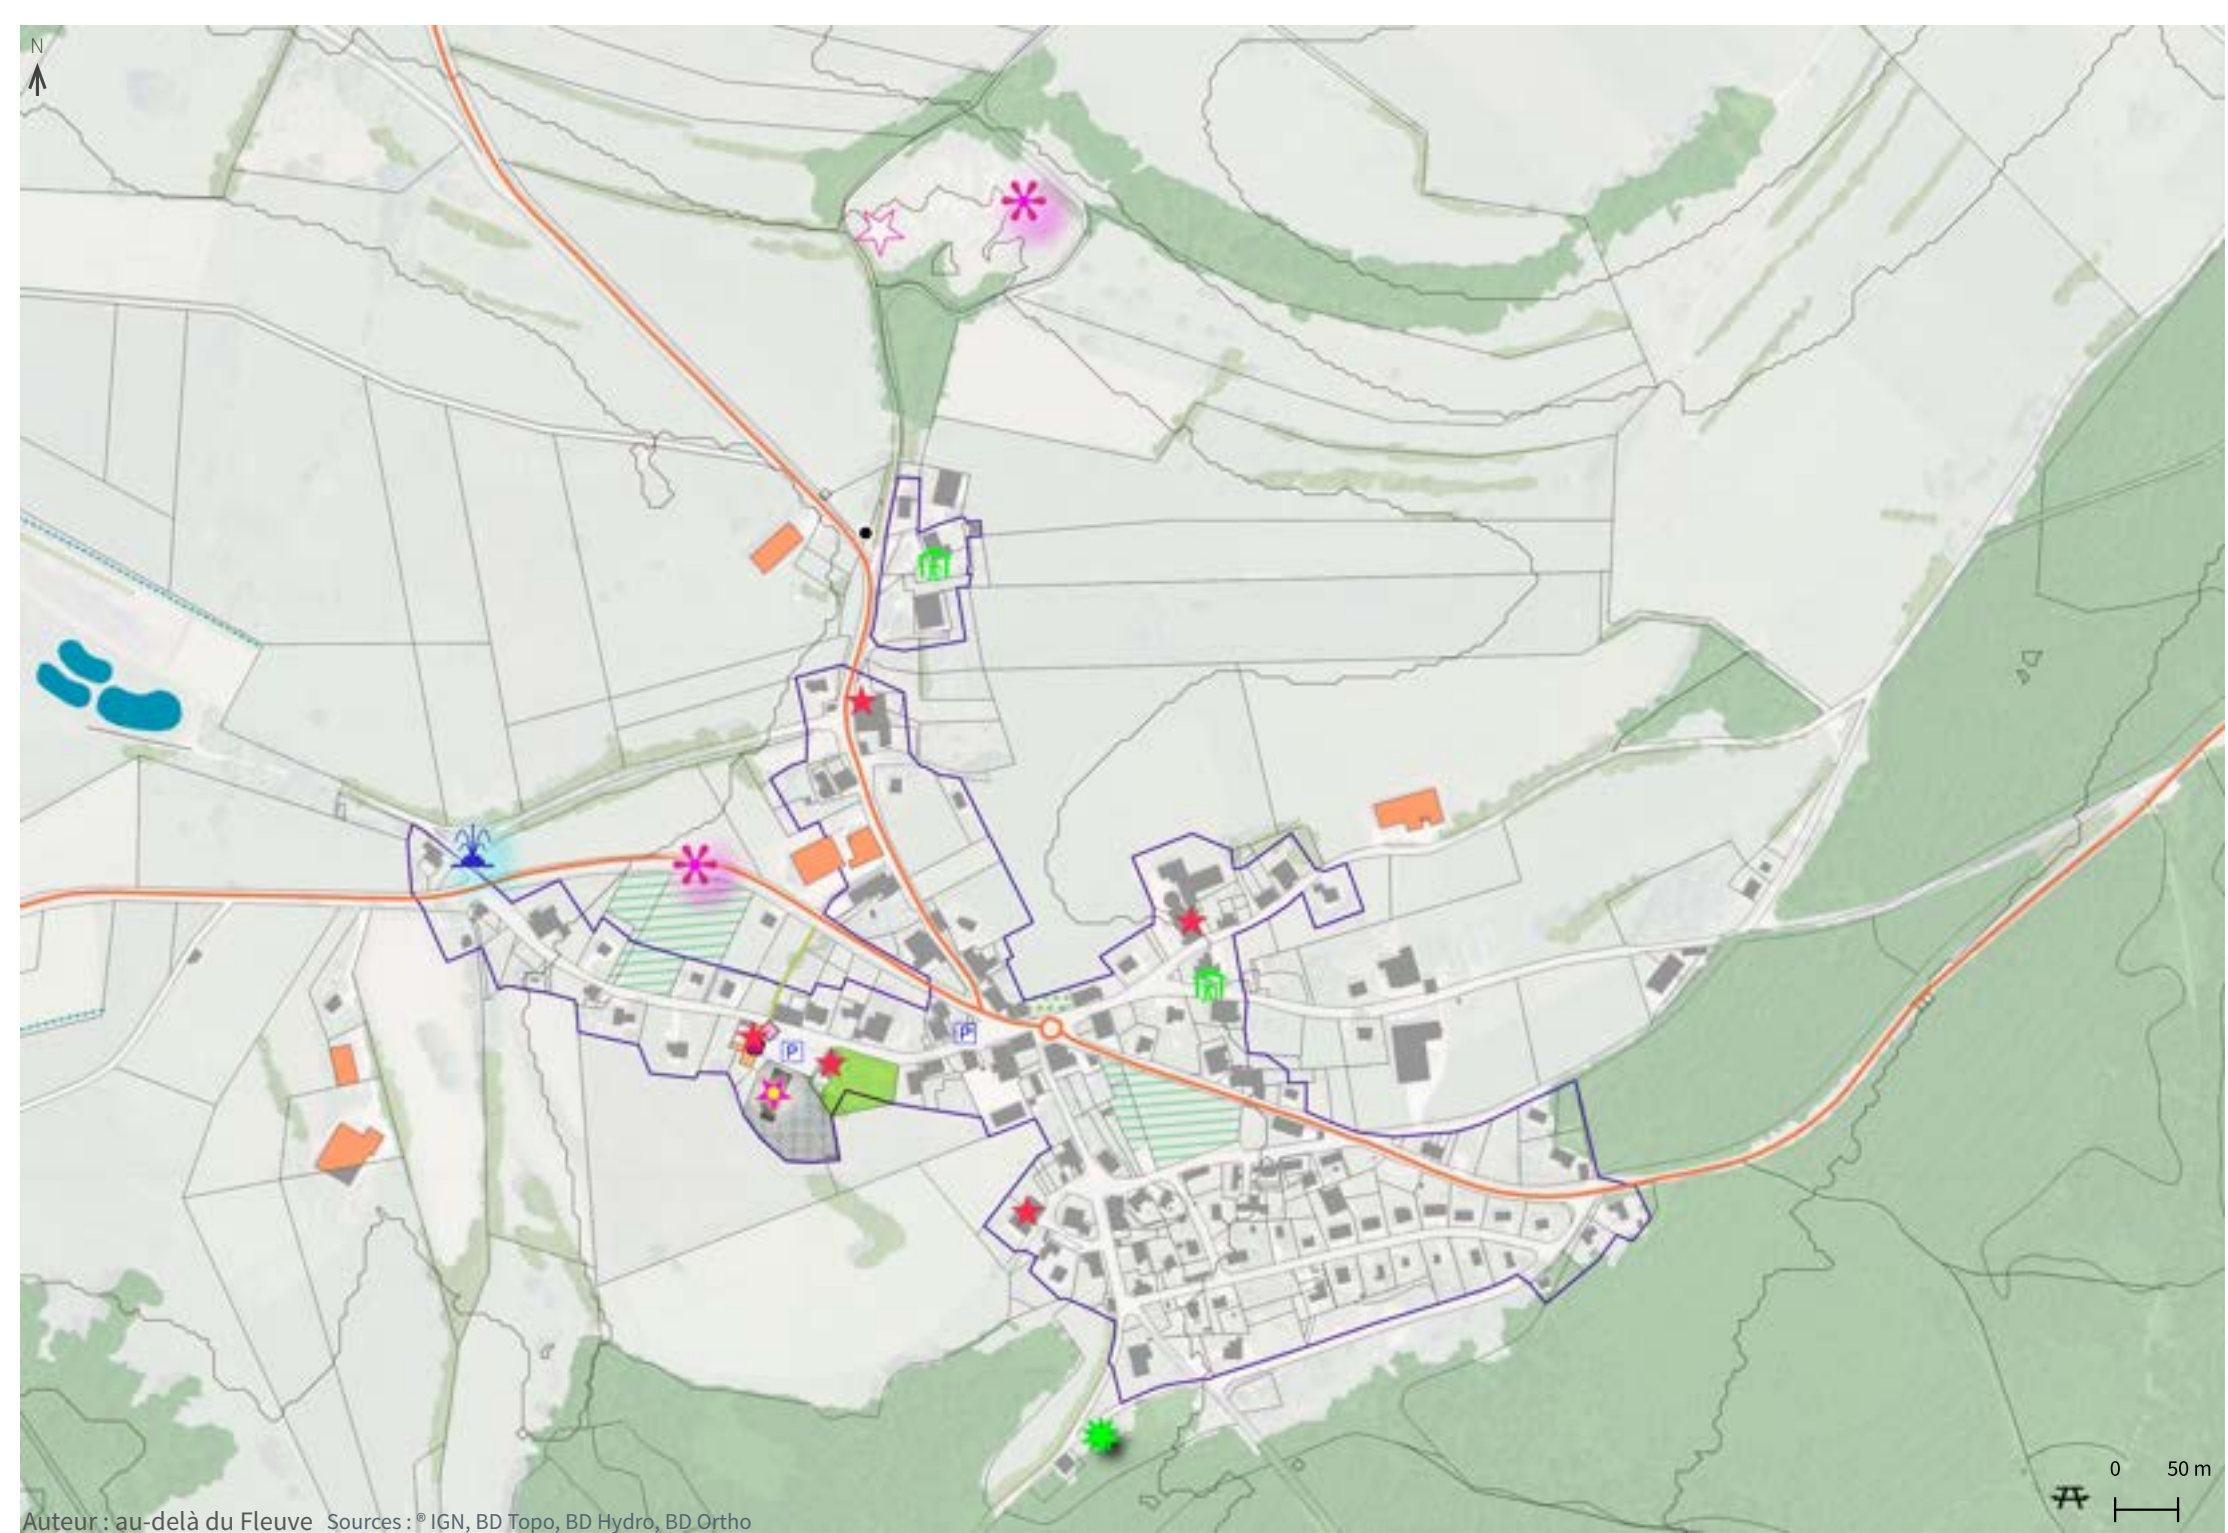 N
P
P
0 50 m
Auteur : au-delà du Fleuve Sources : ® IGN, BD Topo, BD Hydro, BD Ortho